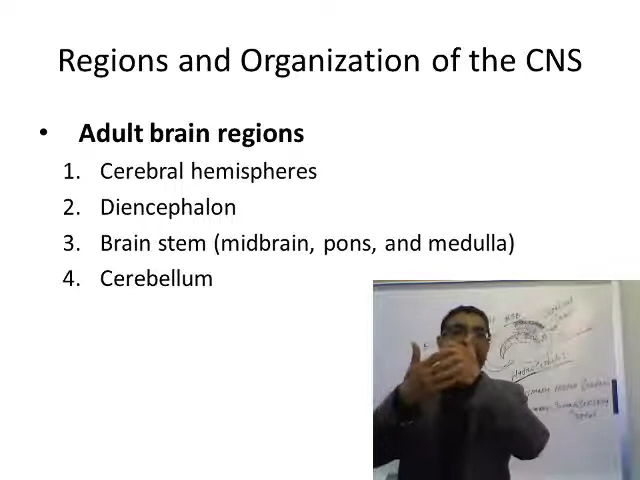 Regions and Organization of the CNS
• Adult brain regions
1. Cerebral hemispheres
2. Diencephalon
3. Brain stem (midbrain, pons, and medulla)
4. Cerebellum